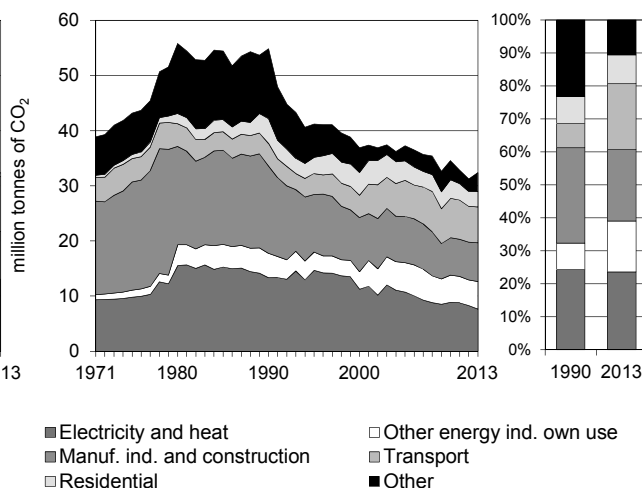 million tonnes of CO2
60
50
40
30
20
10
0
1971 1980 1990 2000 2013
13
100%
90%
80%
70%
60%
50%
40%
30%
20%
10%
0%
1990 2013
Electricity and heat
Other energy ind. own use
Manuf. ind. and construction
Transport
Residential
Other